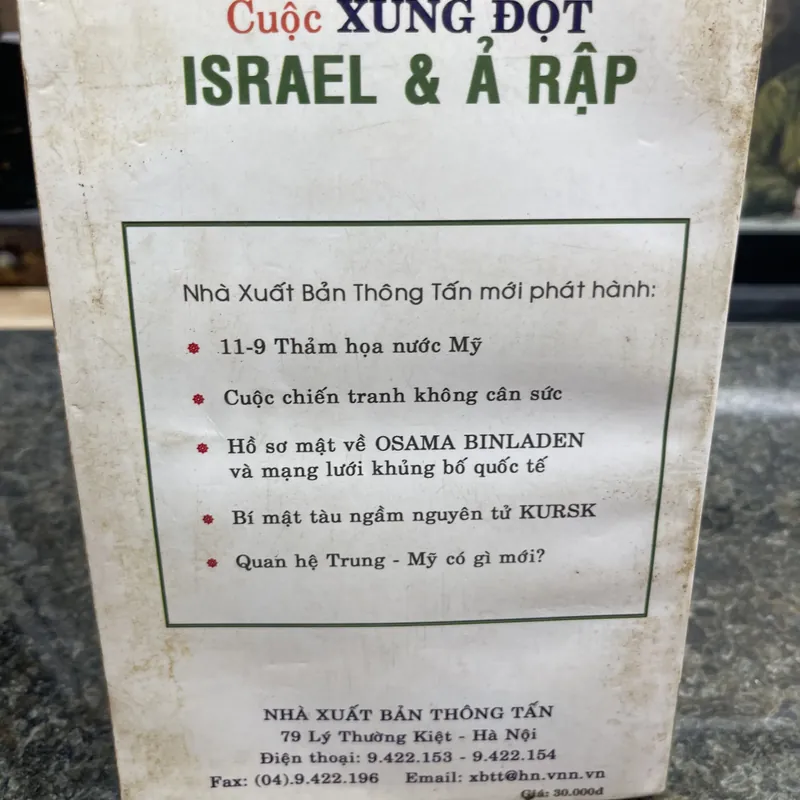 Cuộc XUNG ĐỘT
ISRAEL & Ả RẬP
Nhà Xuất Bản Thông Tấn mới phát hành:
11-9 Thảm họa nước Mỹ
Cuộc chiến tranh không cân sức
Hồ sơ mật về OSAMA BINLADEN
và mạng lưới khủng bố quốc tế
Bí mật tàu ngầm nguyên tử KURSK
Quan hệ Trung - Mỹ có gì mới?
NHÀ XUẤT BẢN THÔNG TẤN
79 Lý Thường Kiệt - Hà Nội
Điện thoại: 9.422.153 - 9.422.154
Fax: (04).9.422.196 Email: xbtt@hn.vnn.vn
Giá: 30.000đ